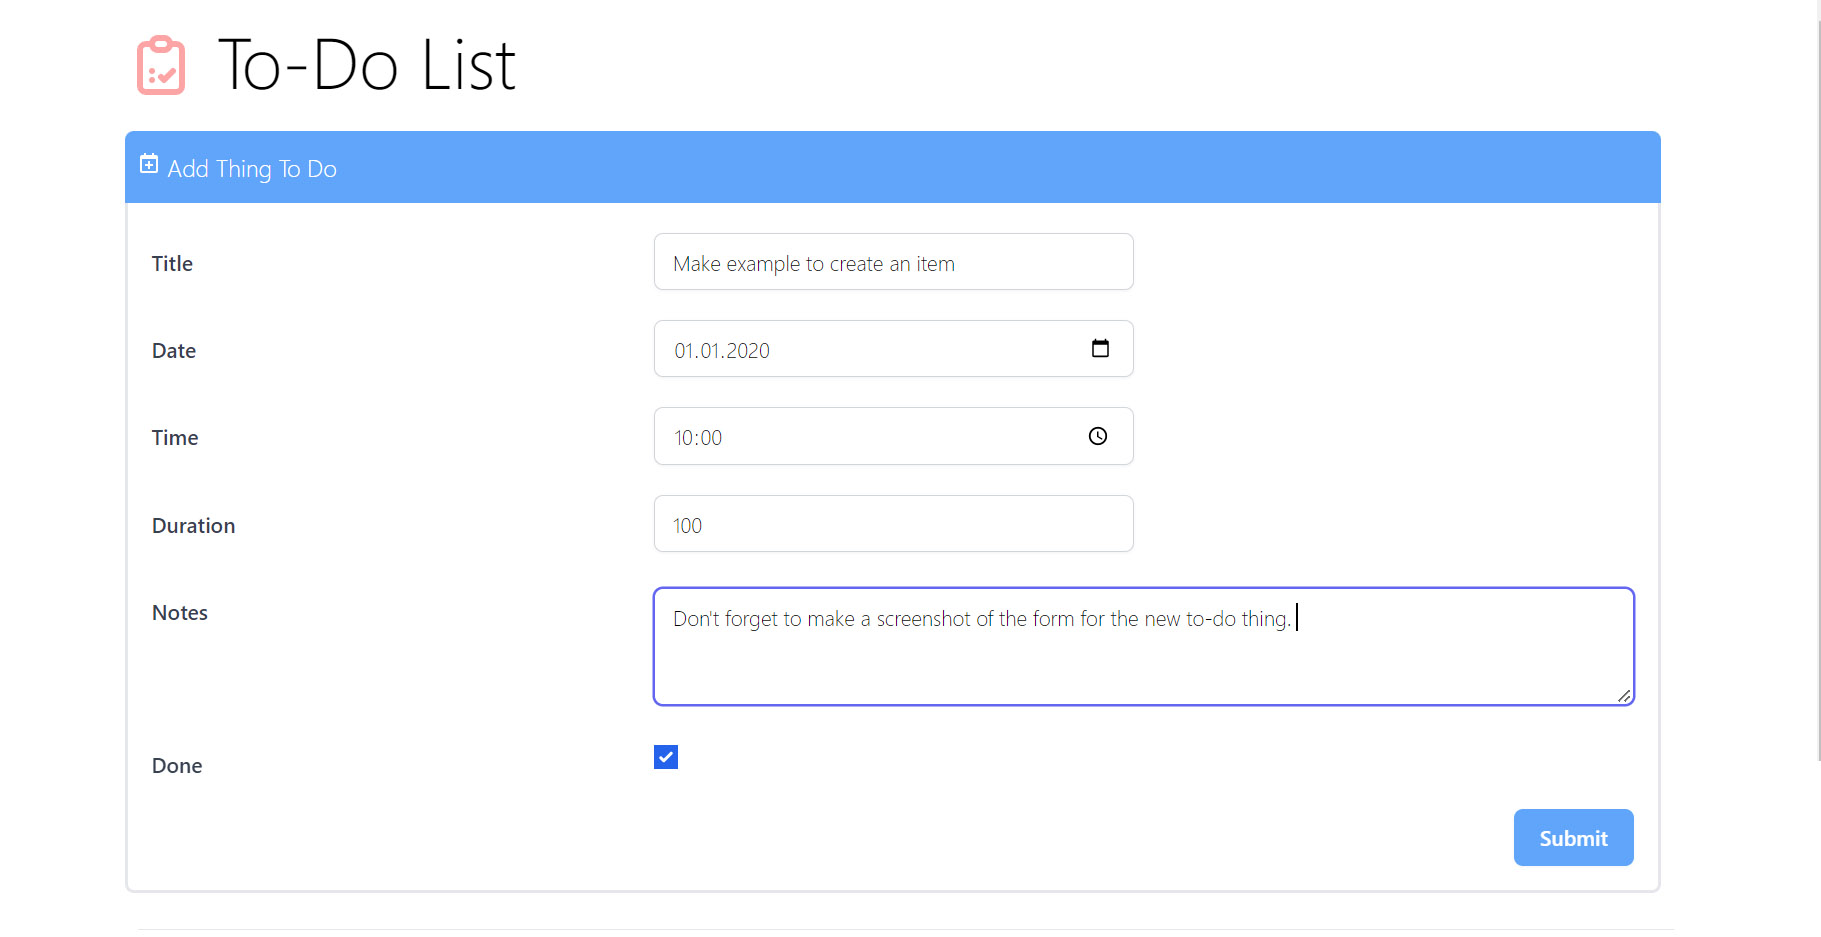 To-Do List
Add Thing To Do
Title
Make example to create an item
Date
01.01.2020
Time
10:00
Duration
100
Notes
Don't forget to make a screenshot of the form for the new to-do thing.
Done
Submit